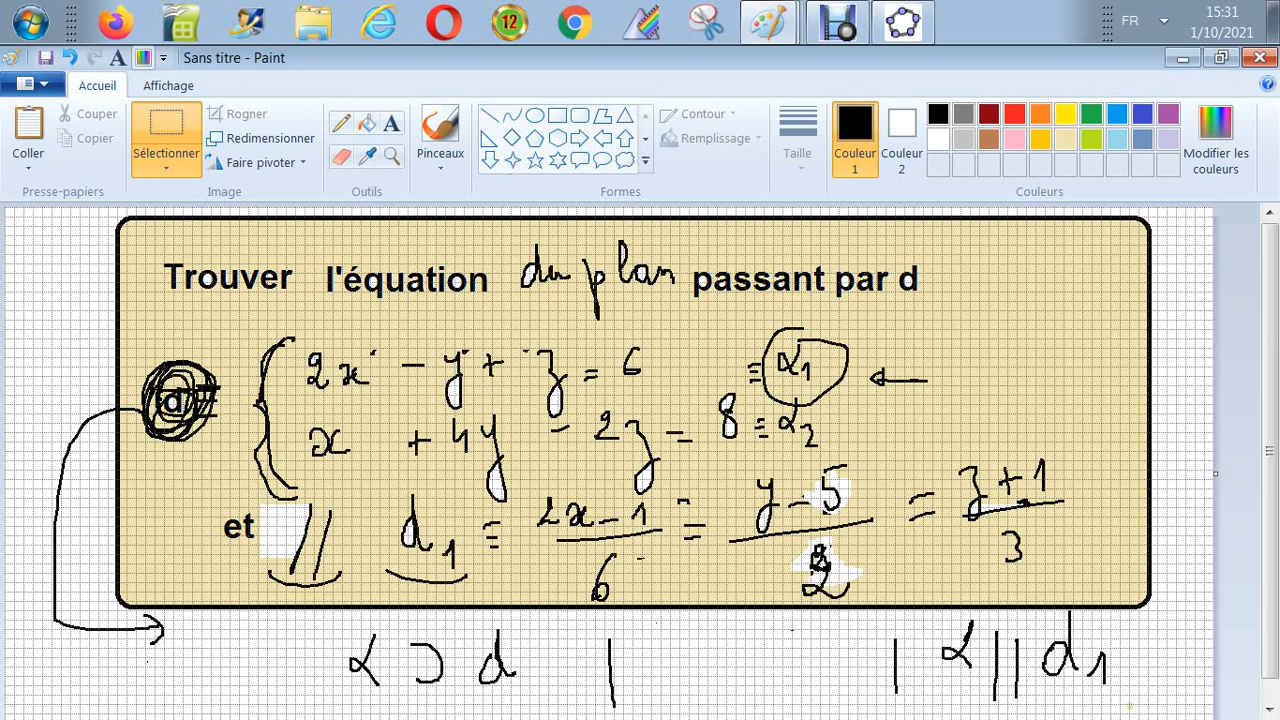 12
FR
15:31
1/10/2021
Sans titre - Paint
Accueil Affichage
Coller
Couper
Copier
Presse-papiers
Sélectionner
Rogner
Redimensionner
Faire pivoter
Image
A
Outils
Pinceaux
Contour
Remplissage
Formes
Taille
Couleur 1
Couleur 2
Modifier les couleurs
Couleurs
Trouver l'équation du plan passant par d
2x - y + z = 6 ≡ α1
d ≡
x + 4y - 2z = 8 ≡ α2
et // d1 ≡ (2x - 1)/6 = (y - 5)/2 = (z + 1)/3
α ⊃ d | | α || d1